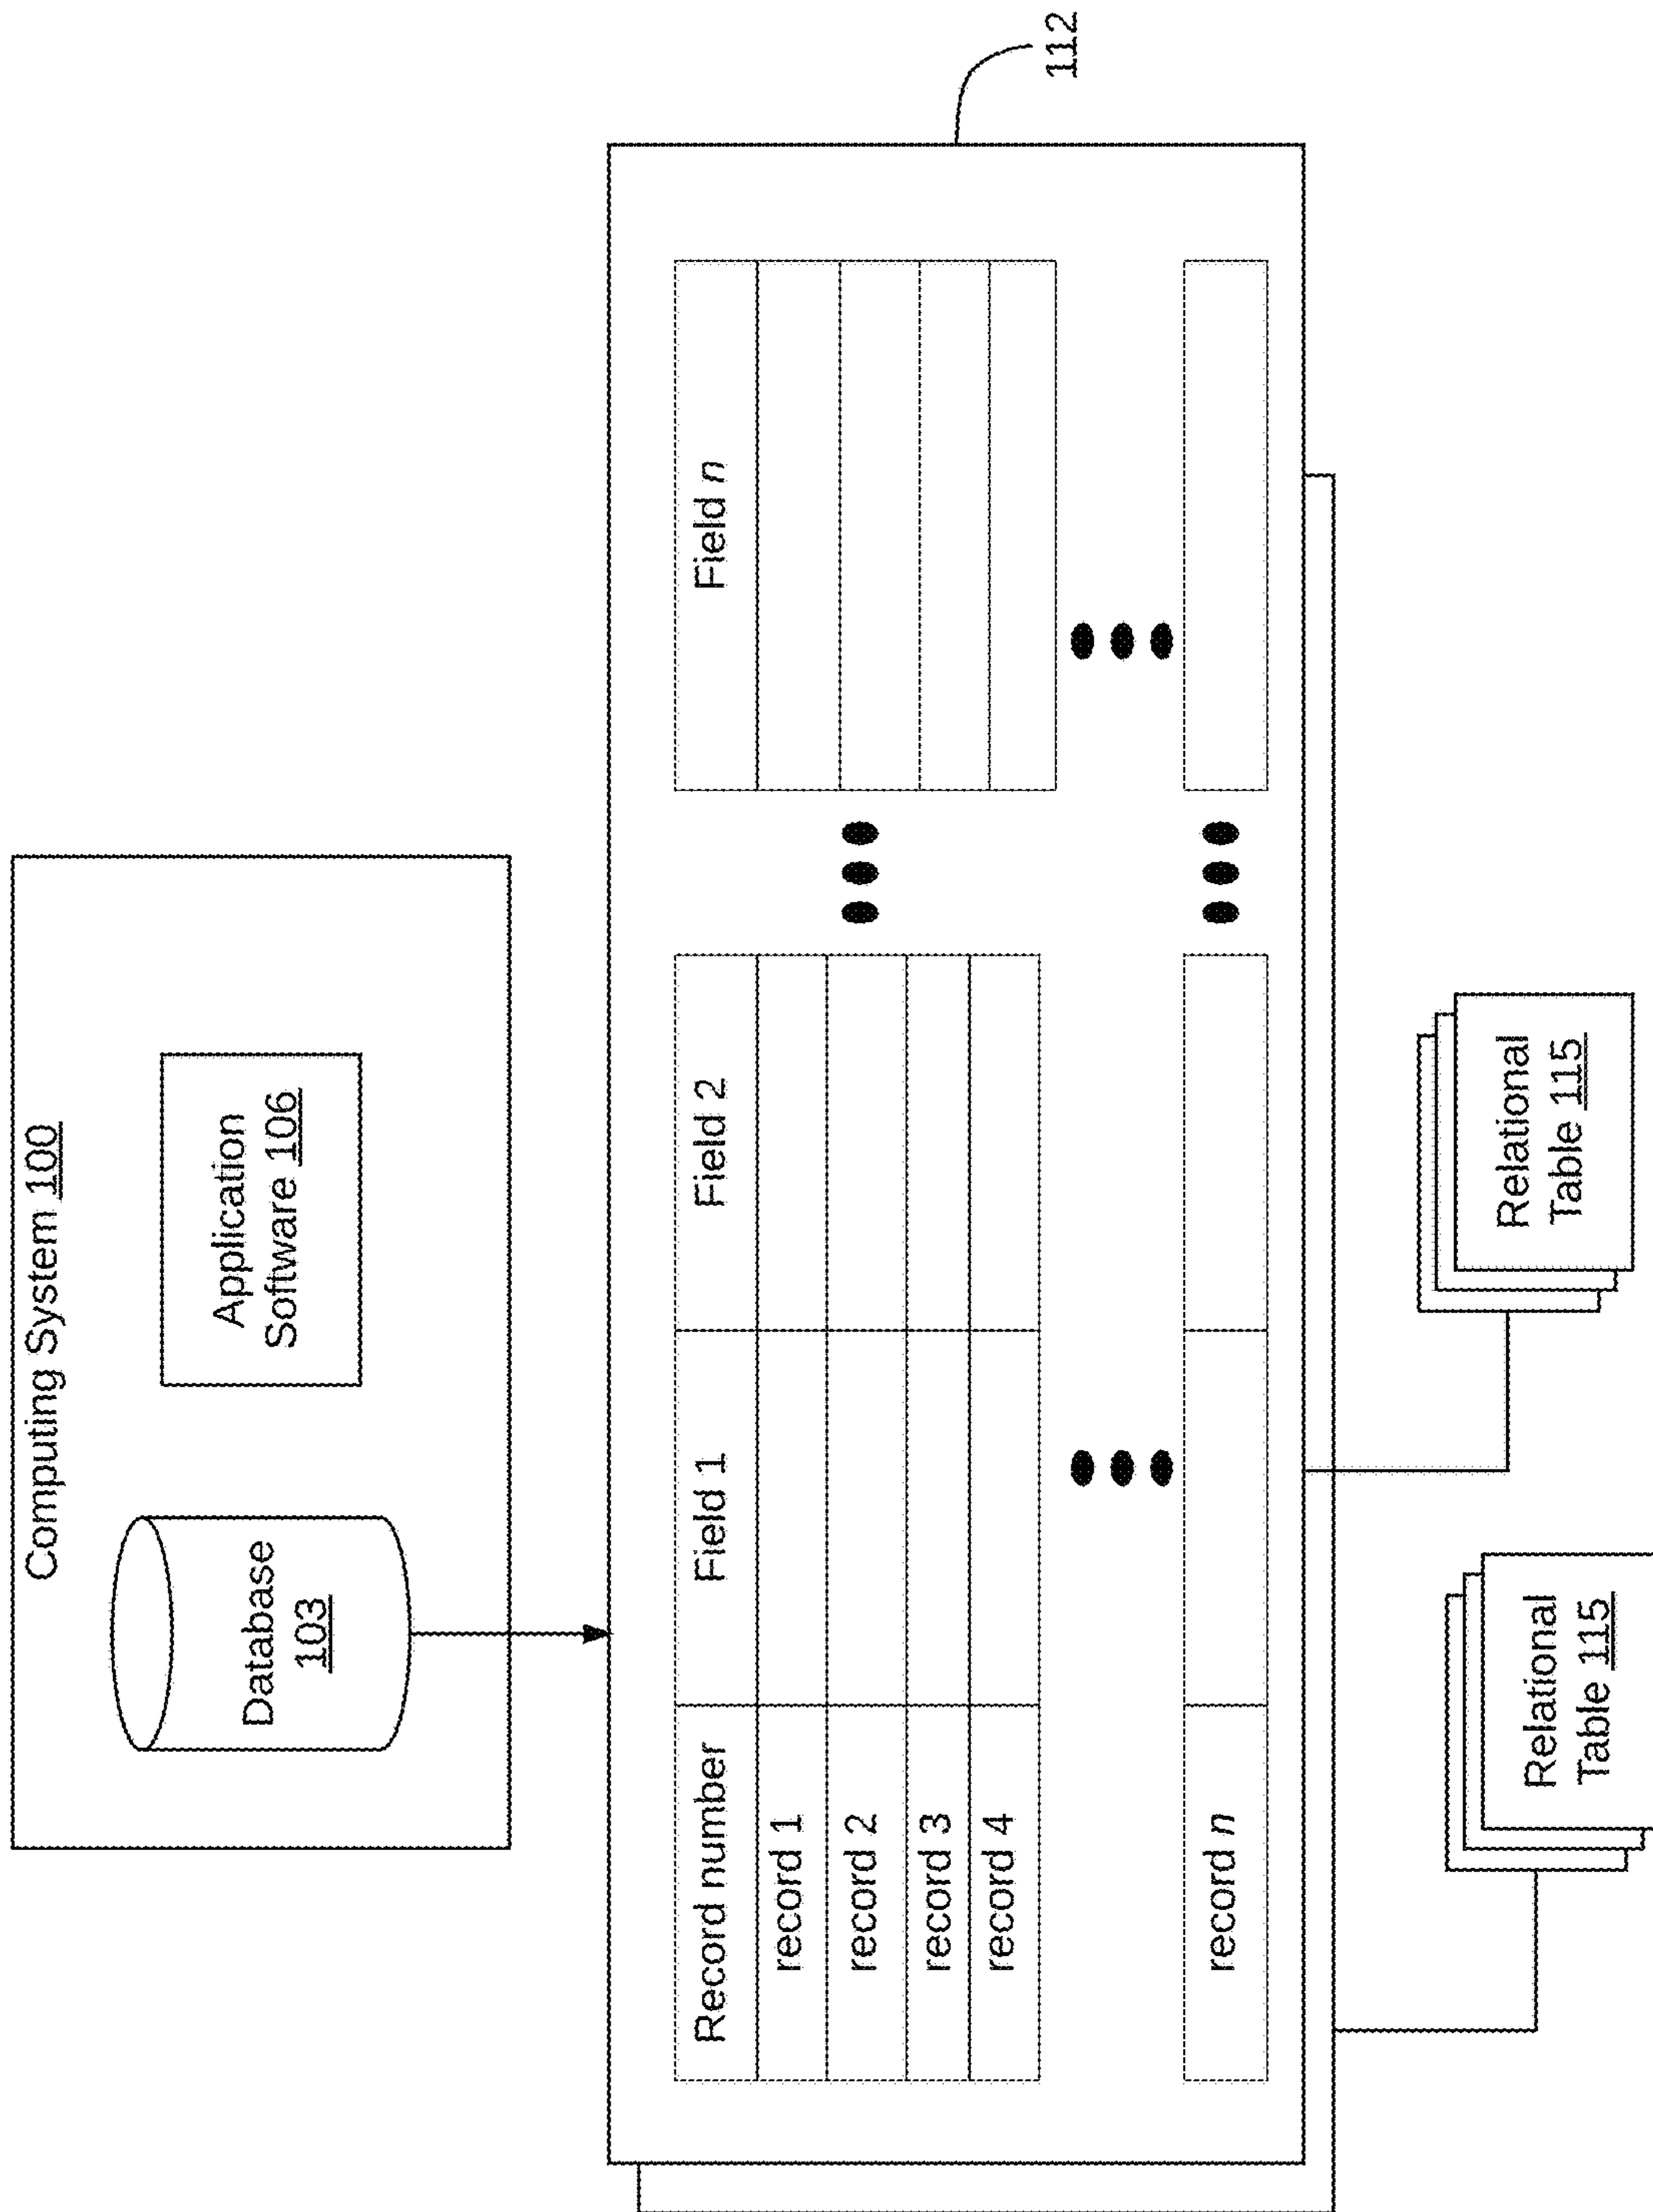 Computing System 100
Database
103
Application
Software 106
112
Record number
Field 1
Field 2
Field n
record 1
record 2
record 3
record 4
record n
Relational
Table 115
Relational
Table 115